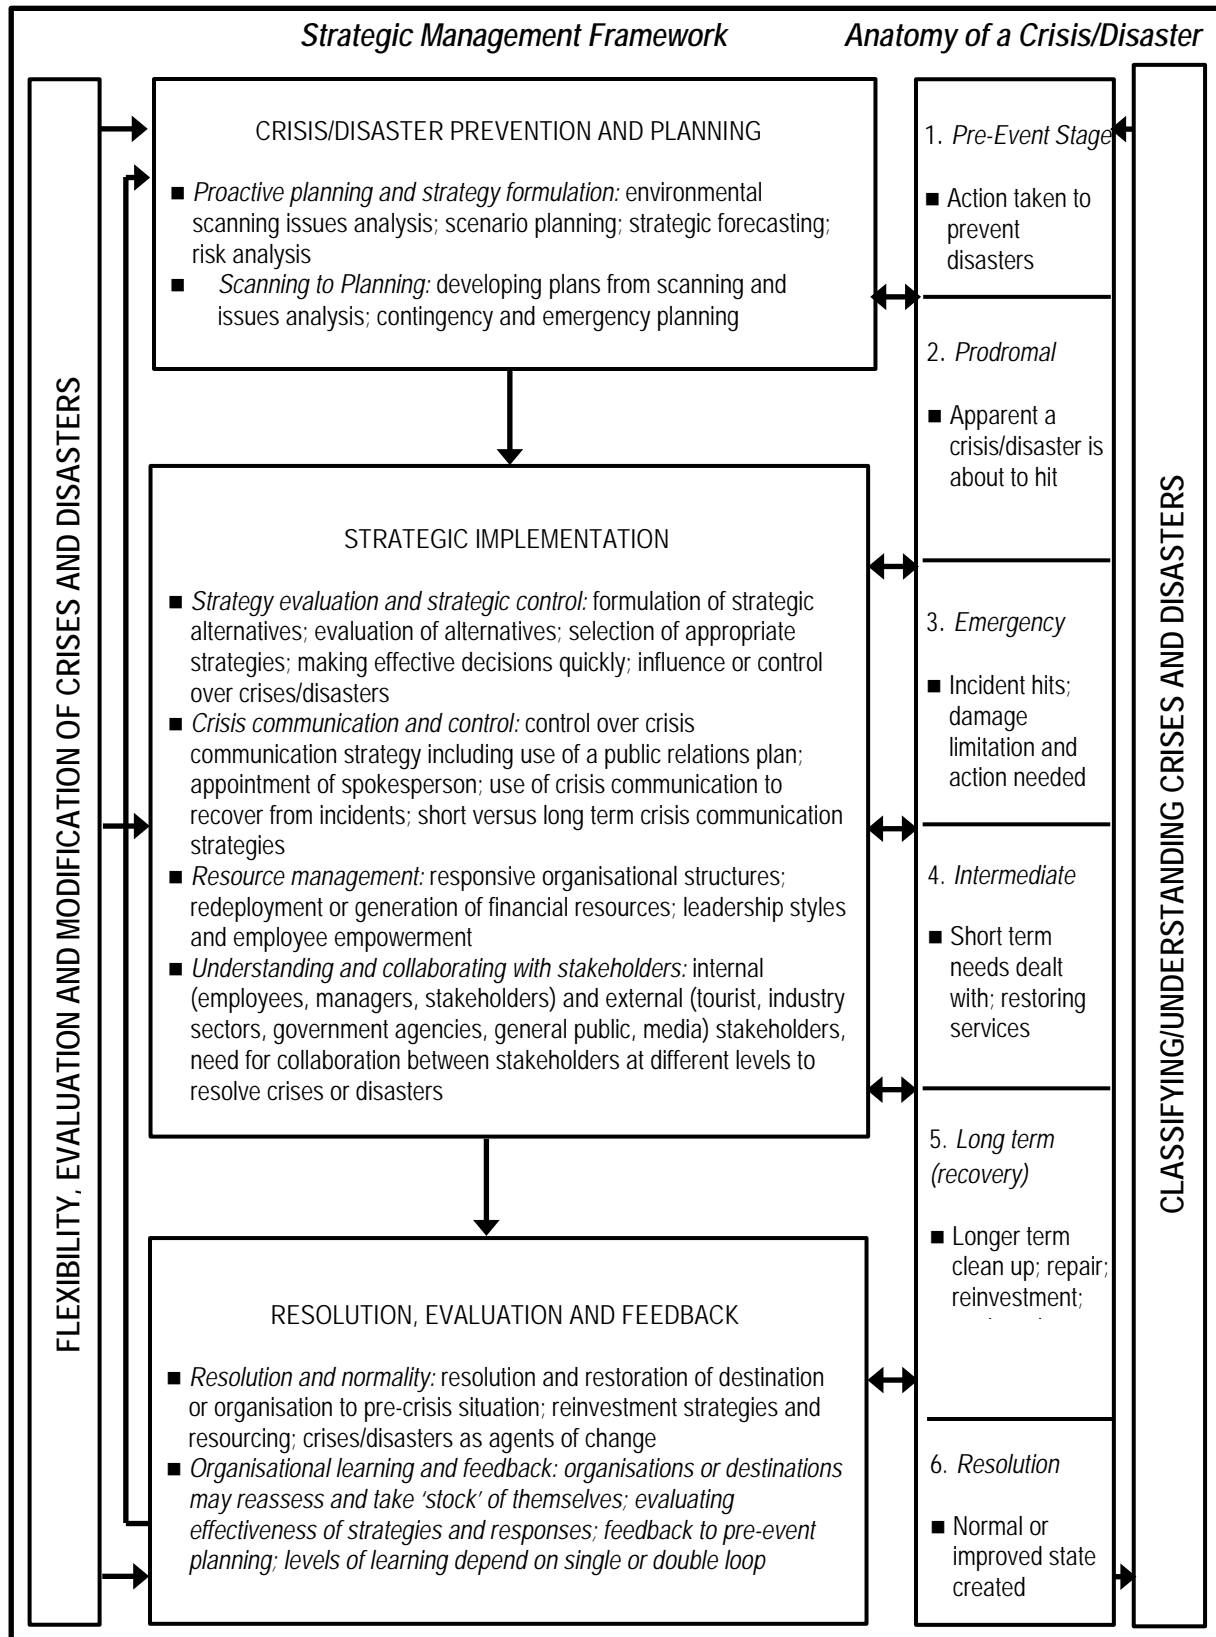 Strategic Management Framework
Anatomy of a Crisis/Disaster
FLEXIBILITY, EVALUATION AND MODIFICATION OF CRISES AND DISASTERS
CRISIS/DISASTER PREVENTION AND PLANNING
■ Proactive planning and strategy formulation: environmental
scanning issues analysis; scenario planning; strategic forecasting;
risk analysis
■ Scanning to Planning: developing plans from scanning and
issues analysis; contingency and emergency planning
STRATEGIC IMPLEMENTATION
■ Strategy evaluation and strategic control: formulation of strategic
alternatives; evaluation of alternatives; selection of appropriate
strategies; making effective decisions quickly; influence or control
over crises/disasters
■ Crisis communication and control: control over crisis
communication strategy including use of a public relations plan;
appointment of spokesperson; use of crisis communication to
recover from incidents; short versus long term crisis communication
strategies
■ Resource management: responsive organisational structures;
redeployment or generation of financial resources; leadership styles
and employee empowerment
■ Understanding and collaborating with stakeholders: internal
(employees, managers, stakeholders) and external (tourist, industry
sectors, government agencies, general public, media) stakeholders,
need for collaboration between stakeholders at different levels to
resolve crises or disasters
RESOLUTION, EVALUATION AND FEEDBACK
■ Resolution and normality: resolution and restoration of destination
or organisation to pre-crisis situation; reinvestment strategies and
resourcing; crises/disasters as agents of change
■ Organisational learning and feedback: organisations or destinations
may reassess and take ‘stock’ of themselves; evaluating
effectiveness of strategies and responses; feedback to pre-event
planning; levels of learning depend on single or double loop
1. Pre-Event Stage
■ Action taken to
prevent
disasters
2. Prodromal
■ Apparent a
crisis/disaster is
about to hit
3. Emergency
■ Incident hits;
damage
limitation and
action needed
4. Intermediate
■ Short term
needs dealt
with; restoring
services
5. Long term
(recovery)
■ Longer term
clean up; repair;
reinvestment;
6. Resolution
■ Normal or
improved state
created
CLASSIFYING/UNDERSTANDING CRISES AND DISASTERS